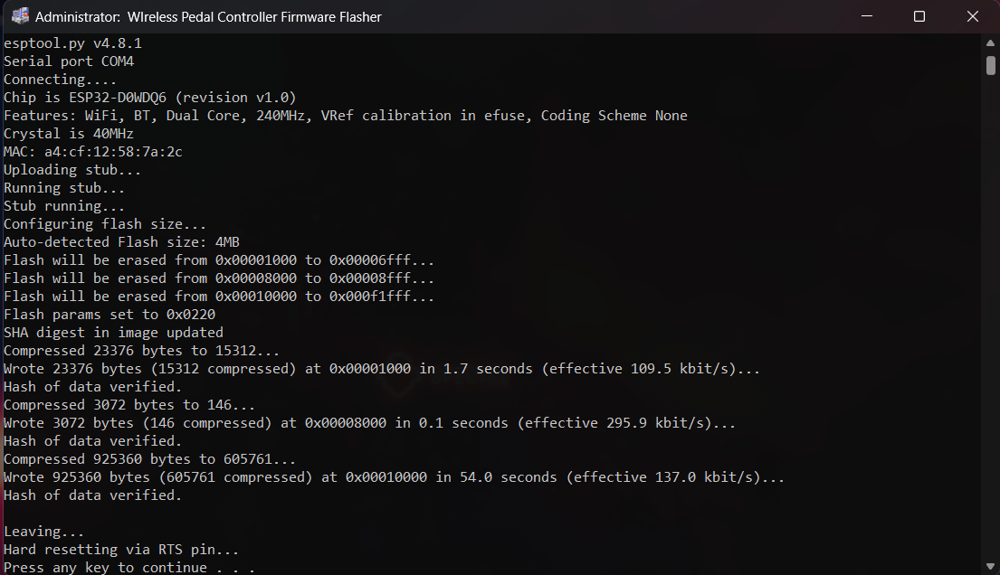 Administrator:  WIreless Pedal Controller Firmware Flasher
esptool.py v4.8.1
Serial port COM4
Connecting....
Chip is ESP32-D0WDQ6 (revision v1.0)
Features: WiFi, BT, Dual Core, 240MHz, VRef calibration in efuse, Coding Scheme None
Crystal is 40MHz
MAC: a4:cf:12:58:7a:2c
Uploading stub...
Running stub...
Stub running...
Configuring flash size...
Auto-detected Flash size: 4MB
Flash will be erased from 0x00001000 to 0x00006fff...
Flash will be erased from 0x00008000 to 0x00008fff...
Flash will be erased from 0x00010000 to 0x000f1fff...
Flash params set to 0x0220
SHA digest in image updated
Compressed 23376 bytes to 15312...
Wrote 23376 bytes (15312 compressed) at 0x00001000 in 1.7 seconds (effective 109.5 kbit/s)...
Hash of data verified.
Compressed 3072 bytes to 146...
Wrote 3072 bytes (146 compressed) at 0x00008000 in 0.1 seconds (effective 295.9 kbit/s)...
Hash of data verified.
Compressed 925360 bytes to 605761...
Wrote 925360 bytes (605761 compressed) at 0x00010000 in 54.0 seconds (effective 137.0 kbit/s)...
Hash of data verified.

Leaving...
Hard resetting via RTS pin...
Press any key to continue . . .